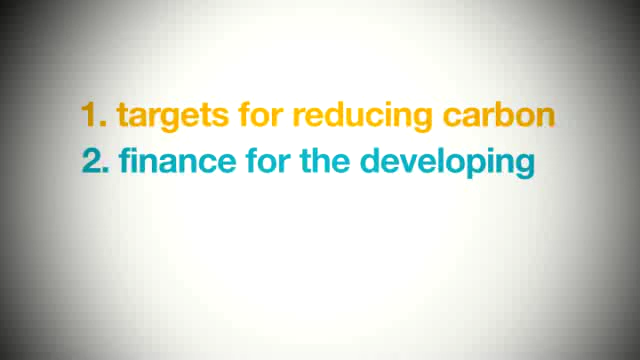 1. targets for reducing carbon
2. finance for the developing